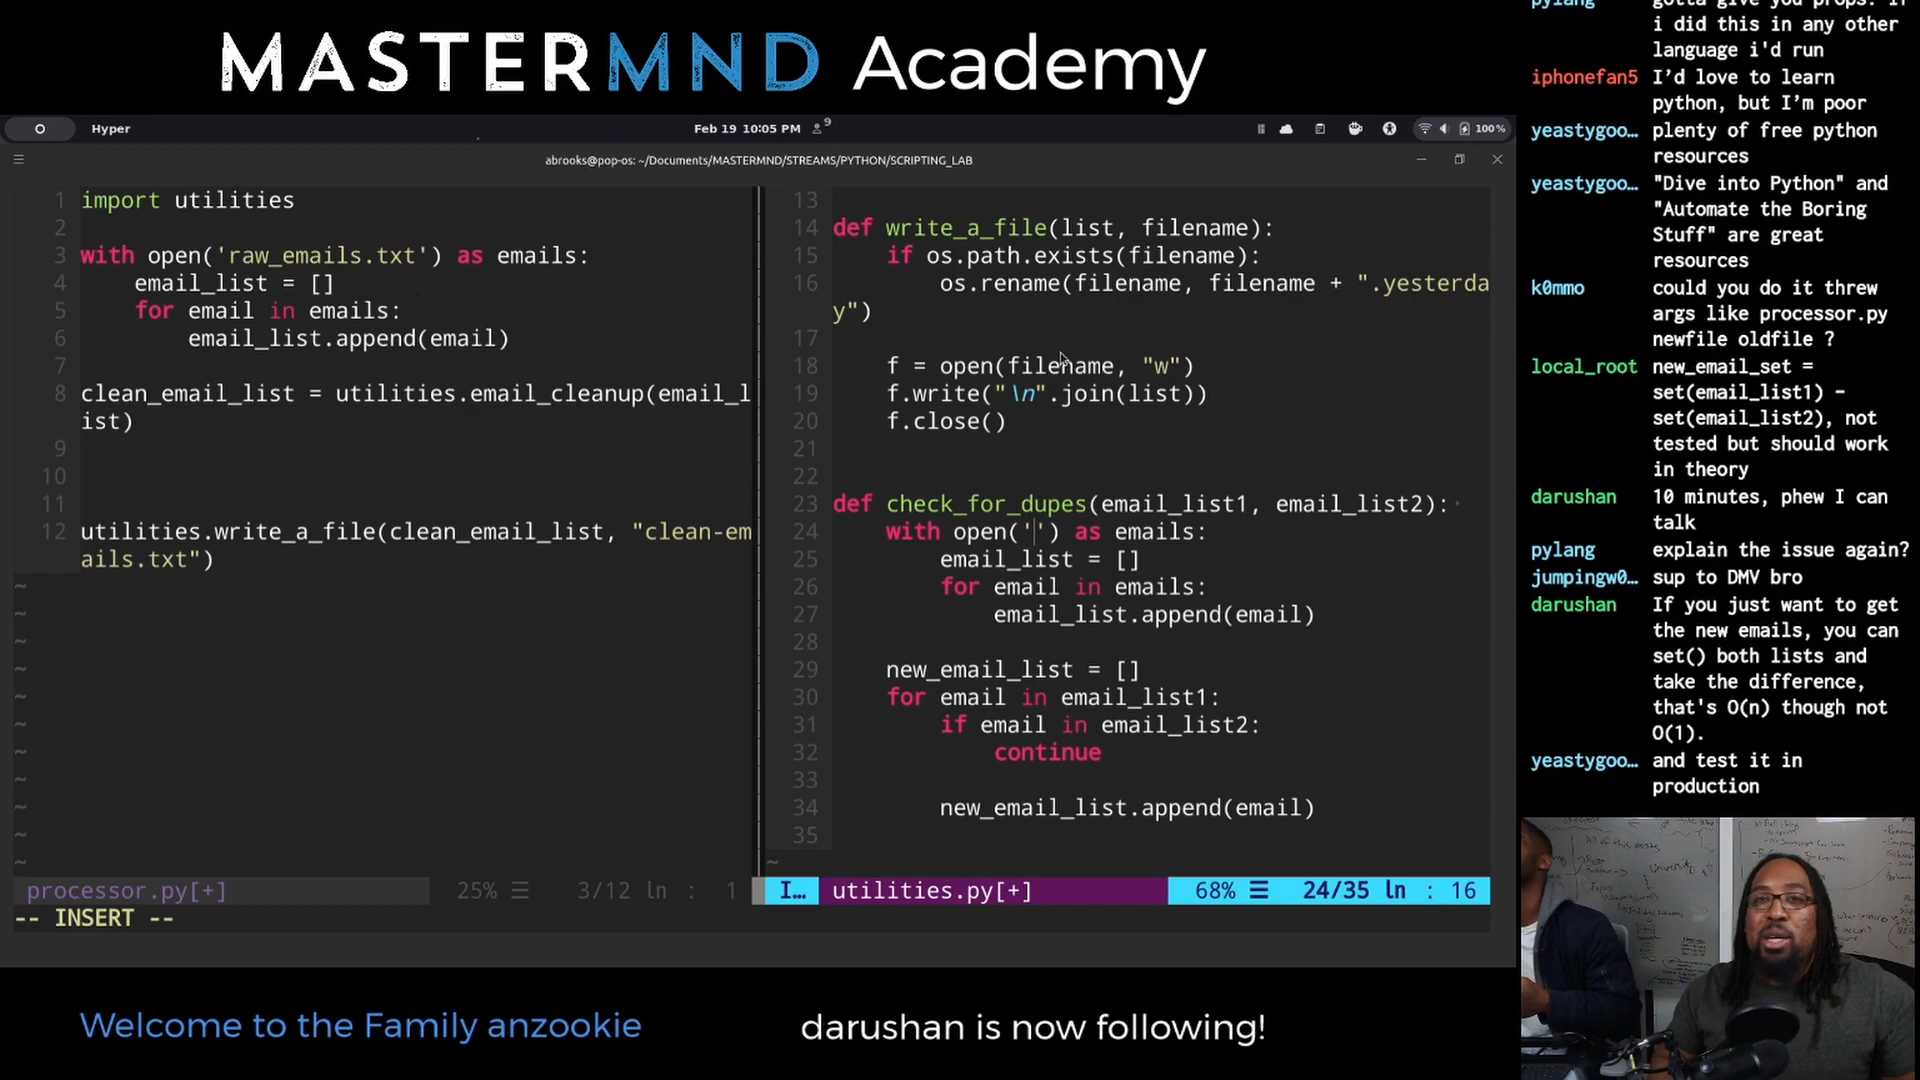 MASTERMND Academy
Hyper
Feb 19 10:05 PM
9
100%
abrooks@pop-os: ~/Documents/MASTERMND/STREAMS/PYTHON/SCRIPTING_LAB
1 import utilities
2
3 with open('raw_emails.txt') as emails:
4     email_list = []
5     for email in emails:
6         email_list.append(email)
7
8 clean_email_list = utilities.email_cleanup(email_l
ist)
9
10
11
12 utilities.write_a_file(clean_email_list, "clean-em
ails.txt")
~
~
~
~
~
~
~
~
~
~
~
processor.py[+] 25% ☰ 3/12 ln : 1
-- INSERT --
13
14 def write_a_file(list, filename):
15     if os.path.exists(filename):
16         os.rename(filename, filename + ".yesterda
y")
17
18     f = open(filename, "w")
19     f.write("\n".join(list))
20     f.close()
21
22
23 def check_for_dupes(email_list1, email_list2):
24     with open('') as emails:
25         email_list = []
26         for email in emails:
27             email_list.append(email)
28
29     new_email_list = []
30     for email in email_list1:
31         if email in email_list2:
32             continue
33
34         new_email_list.append(email)
35
~
I… utilities.py[+] 68% ☰ 24/35 ln : 16
i did this in any other
language i'd run
iphonefan5 I'd love to learn
python, but I'm poor
yeastygoo… plenty of free python
resources
yeastygoo… "Dive into Python" and
"Automate the Boring
Stuff" are great
resources
k0mmo could you do it threw
args like processor.py
newfile oldfile ?
local_root new_email_set =
set(email_list1) -
set(email_list2), not
tested but should work
in theory
darushan 10 minutes, phew I can
talk
pylang explain the issue again?
jumpingw0… sup to DMV bro
darushan If you just want to get
the new emails, you can
set() both lists and
take the difference,
that's O(n) though not
O(1).
yeastygoo… and test it in
production
Welcome to the Family anzookie
darushan is now following!